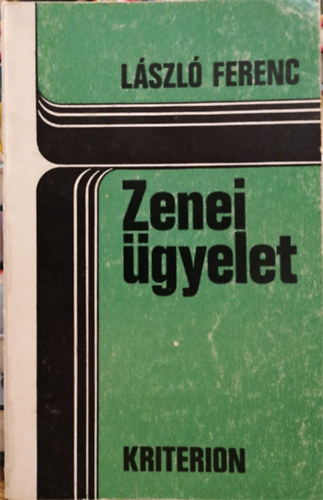 LÁSZLÓ FERENC
Zenei
ügyelet
KRITERION